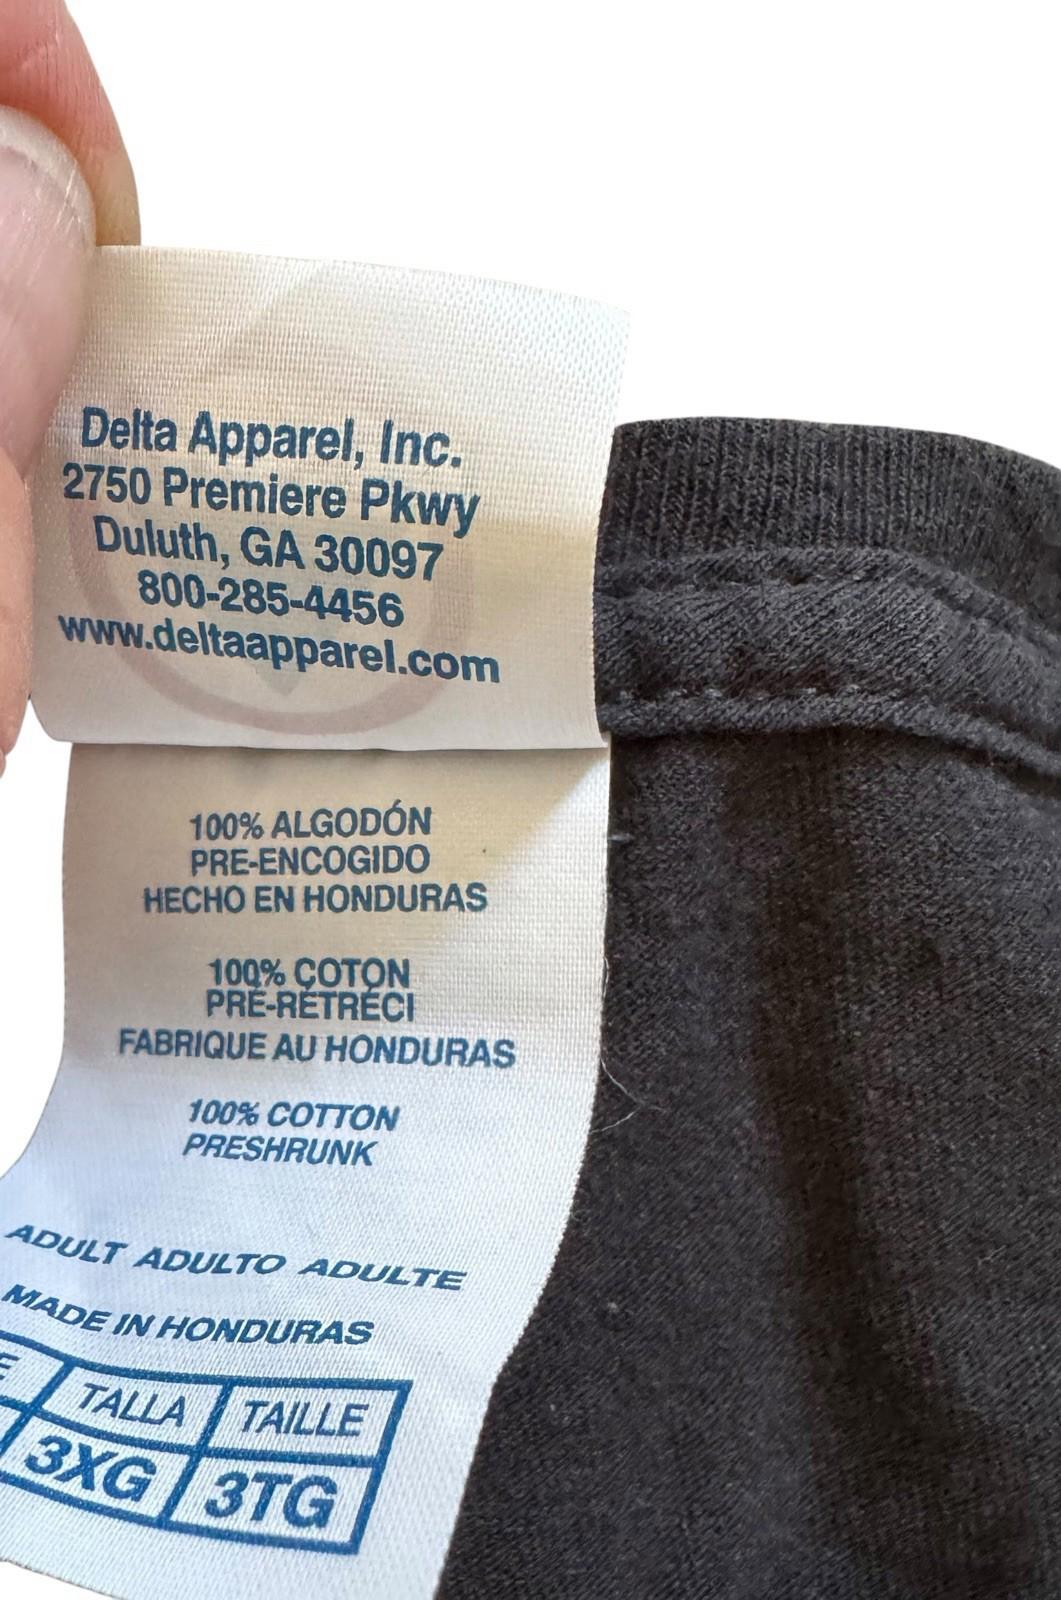 Delta Apparel, Inc.
2750 Premiere Pkwy
Duluth, GA 30097
800-285-4456
www.deltaapparel.com
100% ALGODÓN
PRE-ENCOGIDO
HECHO EN HONDURAS
100% COTON
PRÉ-RÉTRÉCI
FABRIQUE AU HONDURAS
100% COTTON
PRESHRUNK
ADULT ADULTO ADULTE
MADE IN HONDURAS
TALLA TAILLE
3XG 3TG